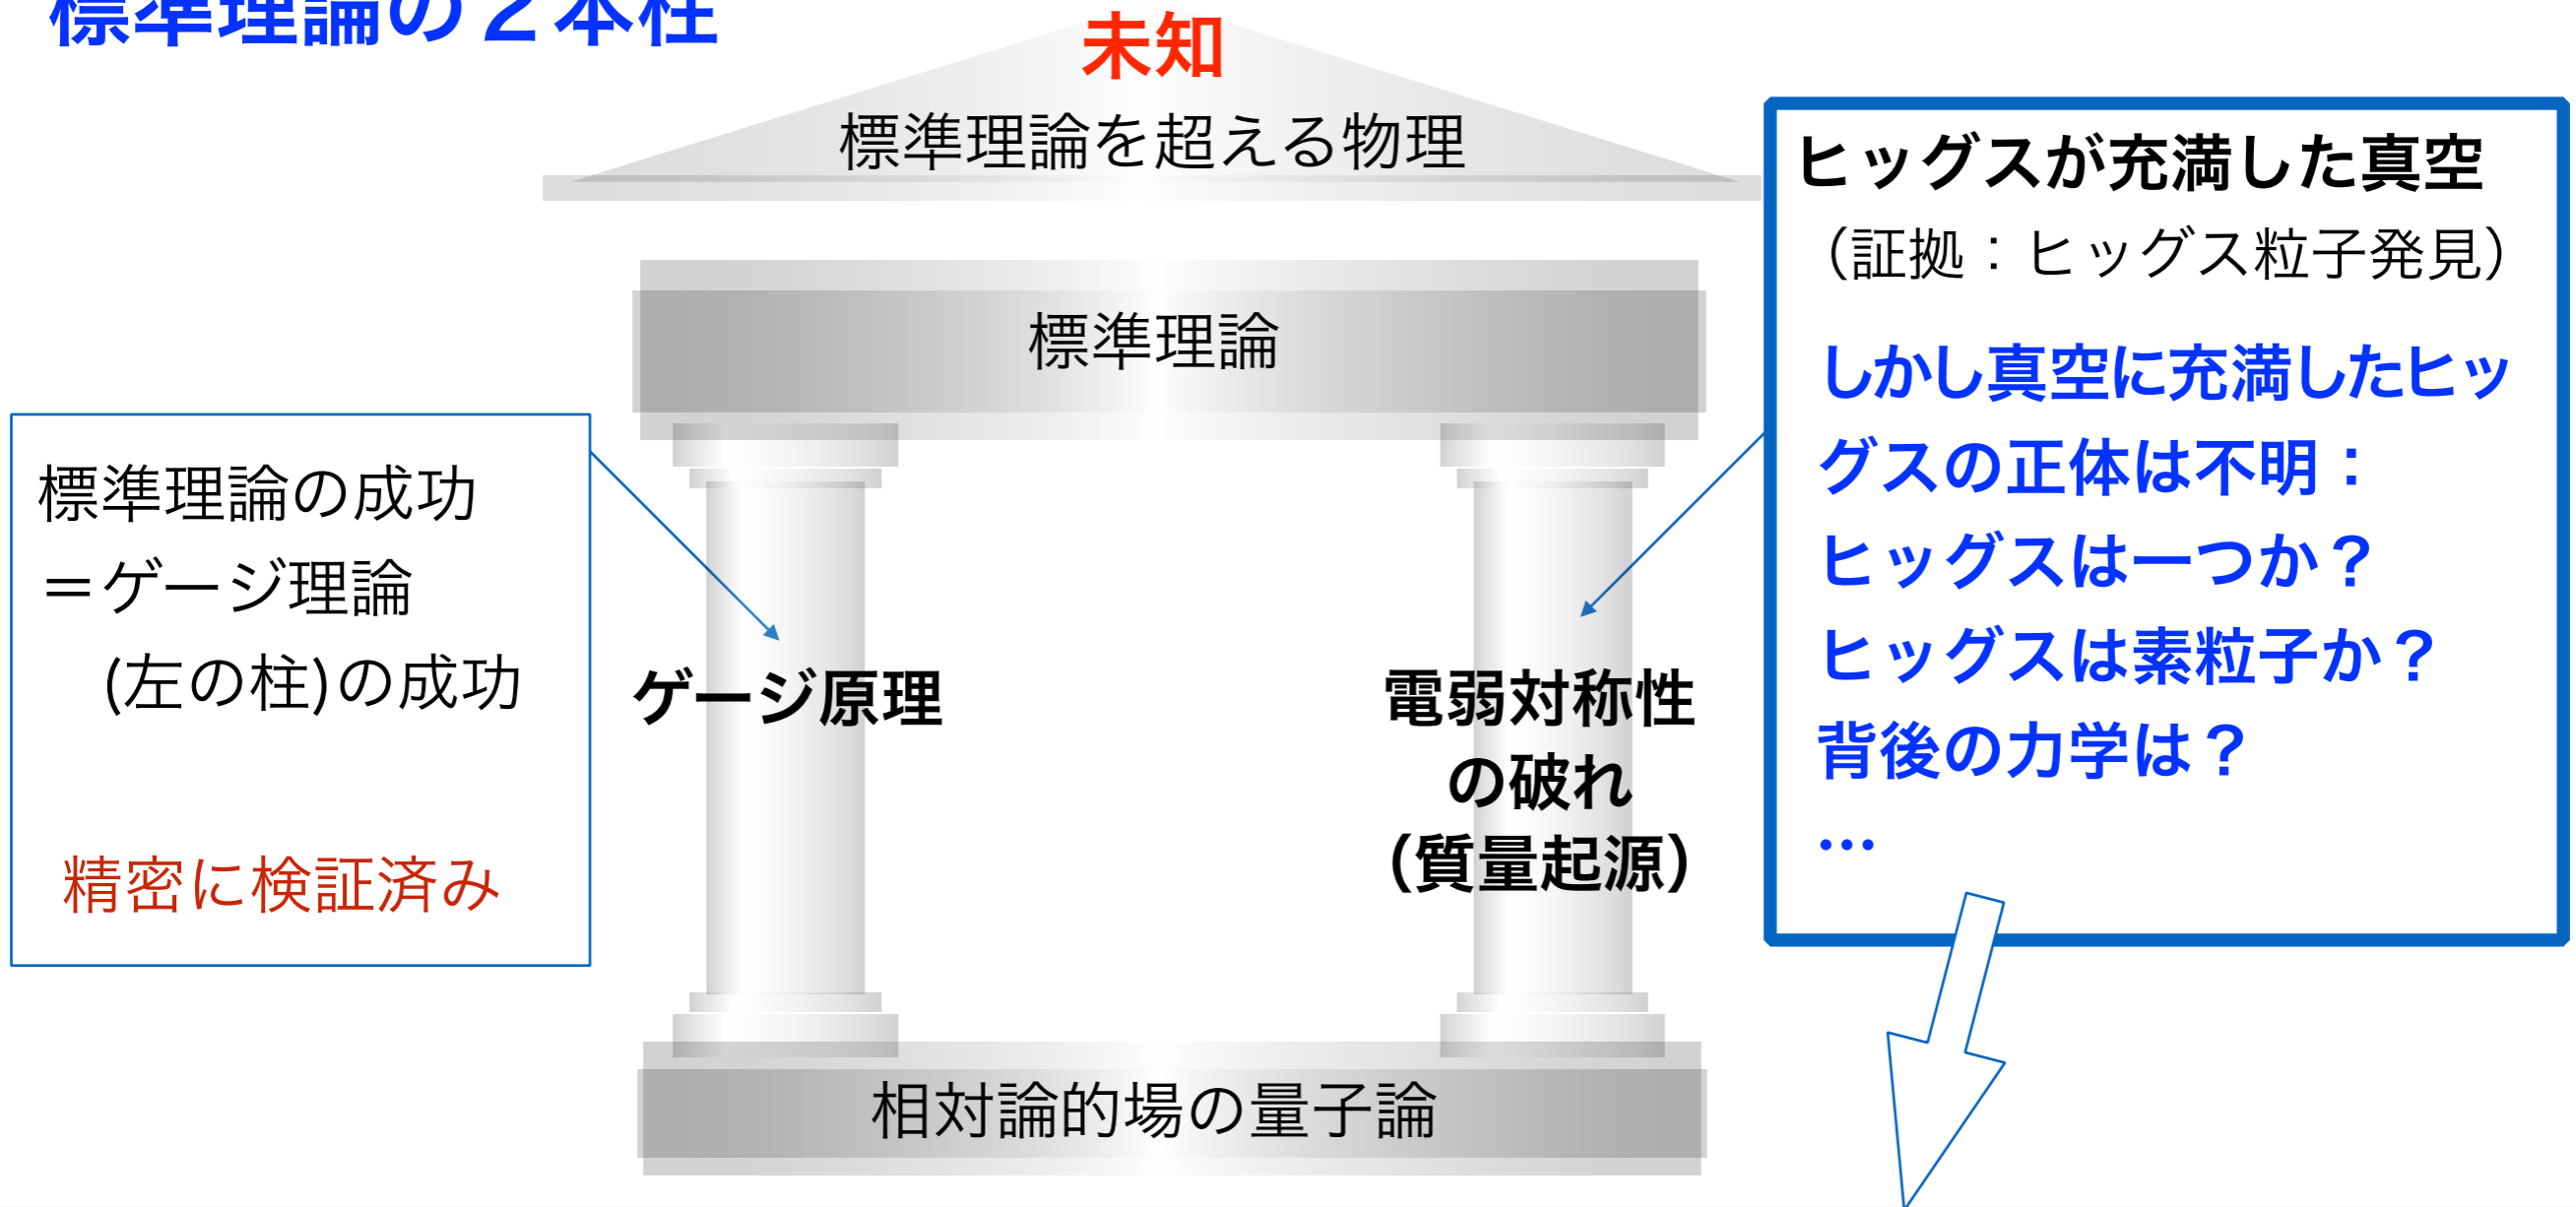 標準理論の２本柱
未知
標準理論を超える物理
標準理論
標準理論の成功
＝ゲージ理論
(左の柱)の成功
精密に検証済み
ゲージ原理
電弱対称性
の破れ
（質量起源）
相対論的場の量子論
ヒッグスが充満した真空
（証拠：ヒッグス粒子発見）
しかし真空に充満したヒッ
グスの正体は不明：
ヒッグスは一つか？
ヒッグスは素粒子か？
背後の力学は？
…